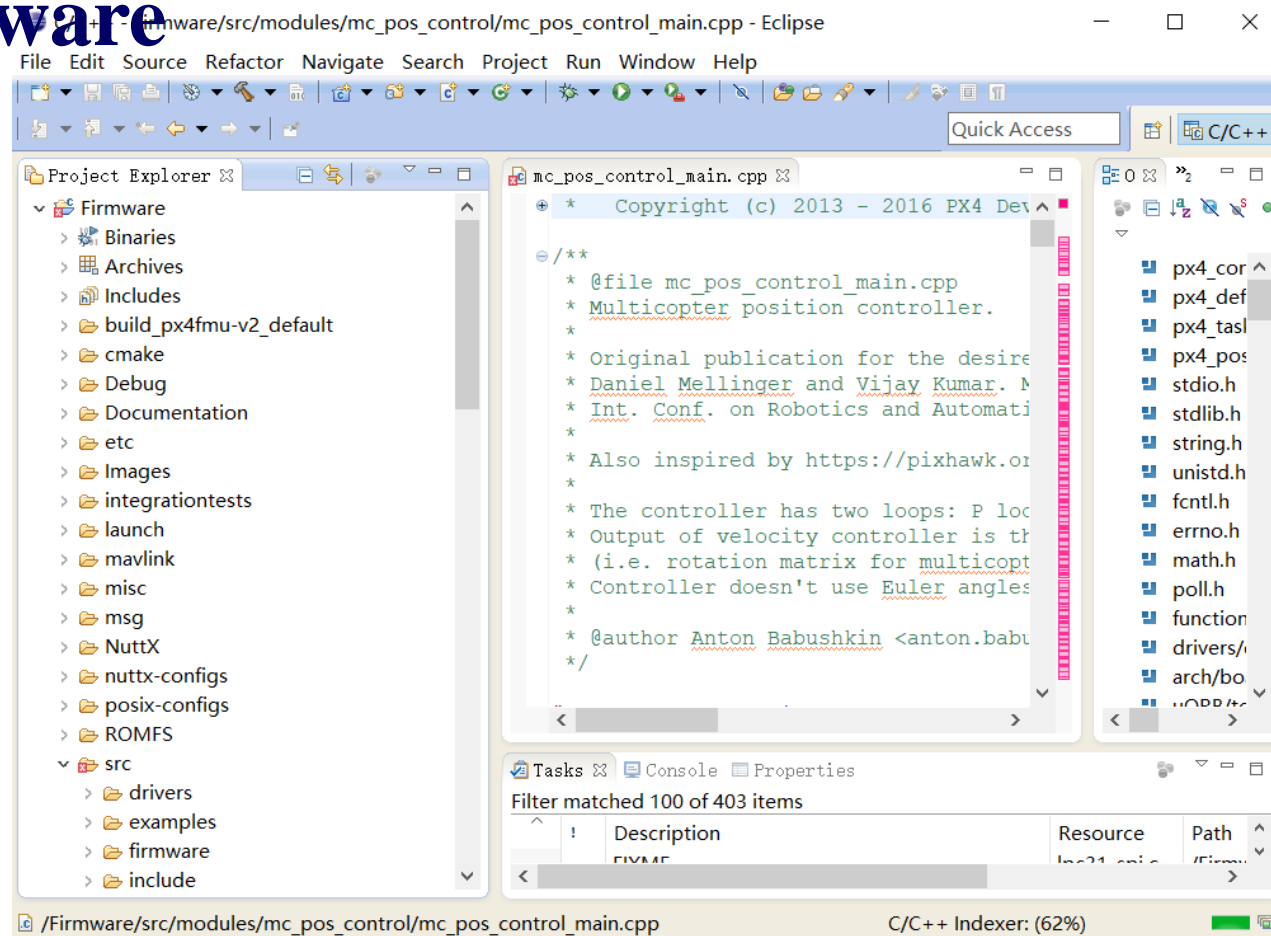 ware
C/C++ - Firmware/src/modules/mc_pos_control/mc_pos_control_main.cpp - Eclipse
File Edit Source Refactor Navigate Search Project Run Window Help
Quick Access
C/C++
Project Explorer
Firmware
Binaries
Archives
Includes
build_px4fmu-v2_default
cmake
Debug
Documentation
etc
Images
integrationtests
launch
mavlink
misc
msg
NuttX
nuttx-configs
posix-configs
ROMFS
src
drivers
examples
firmware
include
mc_pos_control_main.cpp
* Copyright (c) 2013 - 2016 PX4 Dev
/**
* @file mc_pos_control_main.cpp
* Multicopter position controller.
*
* Original publication for the desire
* Daniel Mellinger and Vijay Kumar. M
* Int. Conf. on Robotics and Automati
*
* Also inspired by https://pixhawk.or
*
* The controller has two loops: P loo
* Output of velocity controller is th
* (i.e. rotation matrix for multicopt
* Controller doesn't use Euler angles
*
* @author Anton Babushkin <anton.babu
*/
O
»2
px4_cor
px4_def
px4_tasl
px4_pos
stdio.h
stdlib.h
string.h
unistd.h
fcntl.h
errno.h
math.h
poll.h
function
drivers/
arch/bo
uORB/to
Tasks Console Properties
Filter matched 100 of 403 items
! Description Resource Path
FIXME
/Firmware/src/modules/mc_pos_control/mc_pos_control_main.cpp C/C++ Indexer: (62%)